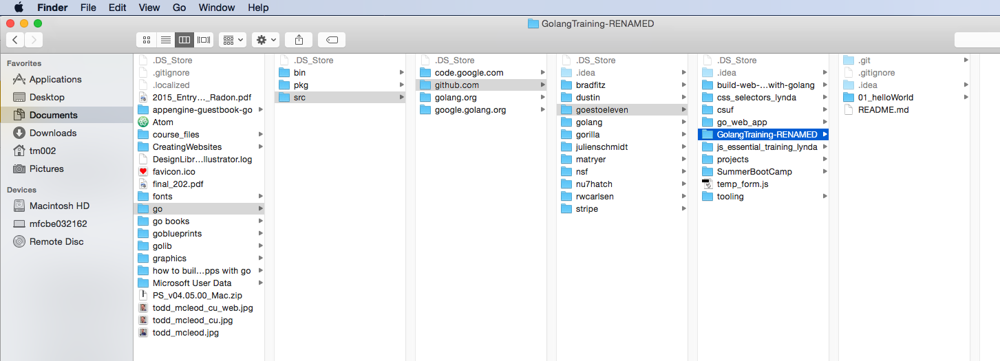 Finder File Edit View Go Window Help
GolangTraining-RENAMED
Favorites
Applications
Desktop
Documents
Downloads
tm002
Pictures
Devices
Macintosh HD
mfcbe032162
Remote Disc
.DS_Store
.gitignore
.localized
2015_Entry…_Radon.pdf
appengine-guestbook-go
Atom
course_files
CreatingWebsites
DesignLibr…llustrator.log
favicon.ico
final_202.pdf
fonts
go
go books
goblueprints
golib
graphics
how to buil…pps with go
Microsoft User Data
PS_v04.05.00_Mac.zip
todd_mcleod_cu_web.jpg
todd_mcleod_cu.jpg
todd_mcleod.jpg
.DS_Store
bin
pkg
src
.DS_Store
code.google.com
github.com
golang.org
google.golang.org
.DS_Store
.idea
bradfitz
dustin
goestoeleven
golang
gorilla
julienschmidt
matryer
nsf
nu7hatch
rwcarlsen
stripe
.DS_Store
.idea
build-web-…with-golang
css_selectors_lynda
csuf
go_web_app
GolangTraining-RENAMED
js_essential_training_lynda
projects
SummerBootCamp
temp_form.js
tooling
.git
.gitignore
.idea
01_helloWorld
README.md